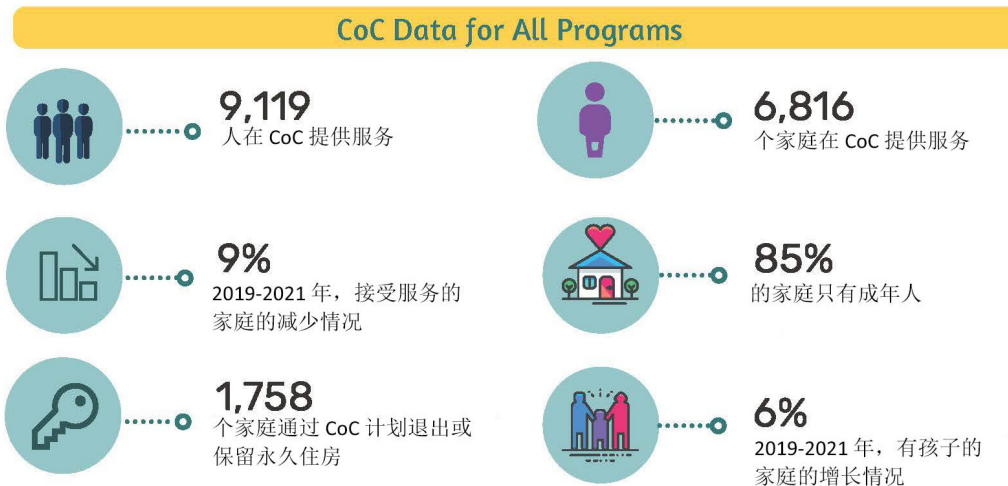 CoC Data for All Programs
9,119
人在 CoC 提供服务
6,816
个家庭在 CoC 提供服务
9%
2019-2021 年，接受服务的
家庭的减少情况
85%
的家庭只有成年人
1,758
个家庭通过 CoC 计划退出或
保留永久住房
6%
2019-2021 年，有孩子的
家庭的增长情况